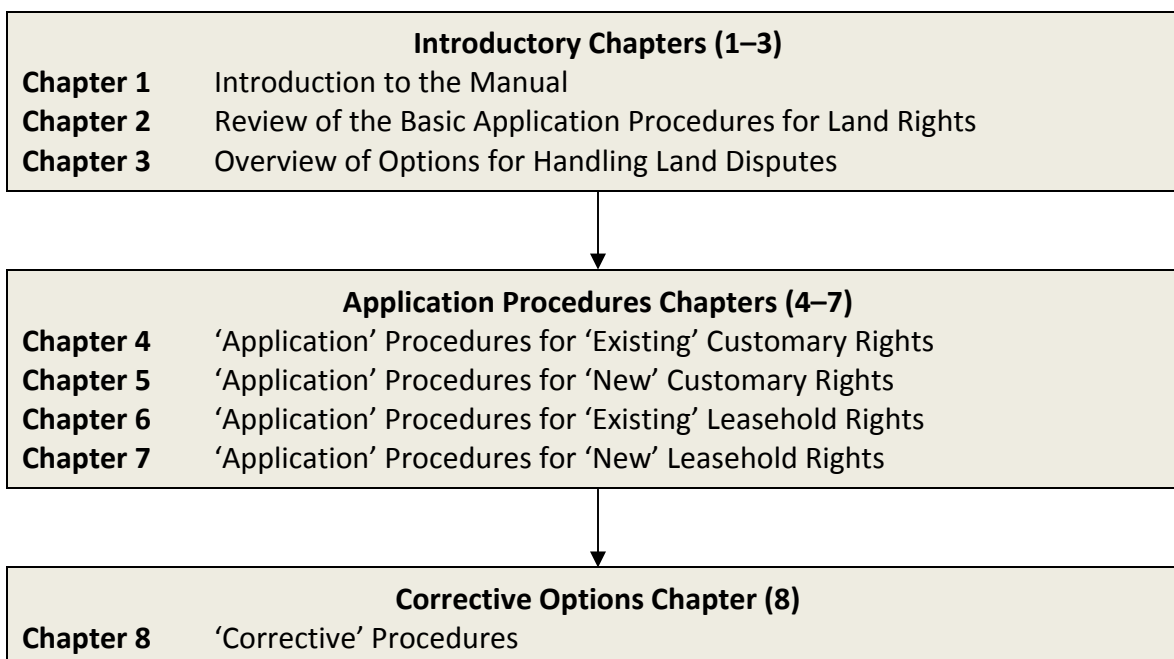 Introductory Chapters (1–3)
Chapter 1 Introduction to the Manual
Chapter 2 Review of the Basic Application Procedures for Land Rights
Chapter 3 Overview of Options for Handling Land Disputes
Application Procedures Chapters (4–7)
Chapter 4 ‘Application’ Procedures for ‘Existing’ Customary Rights
Chapter 5 ‘Application’ Procedures for ‘New’ Customary Rights
Chapter 6 ‘Application’ Procedures for ‘Existing’ Leasehold Rights
Chapter 7 ‘Application’ Procedures for ‘New’ Leasehold Rights
Corrective Options Chapter (8)
Chapter 8 ‘Corrective’ Procedures